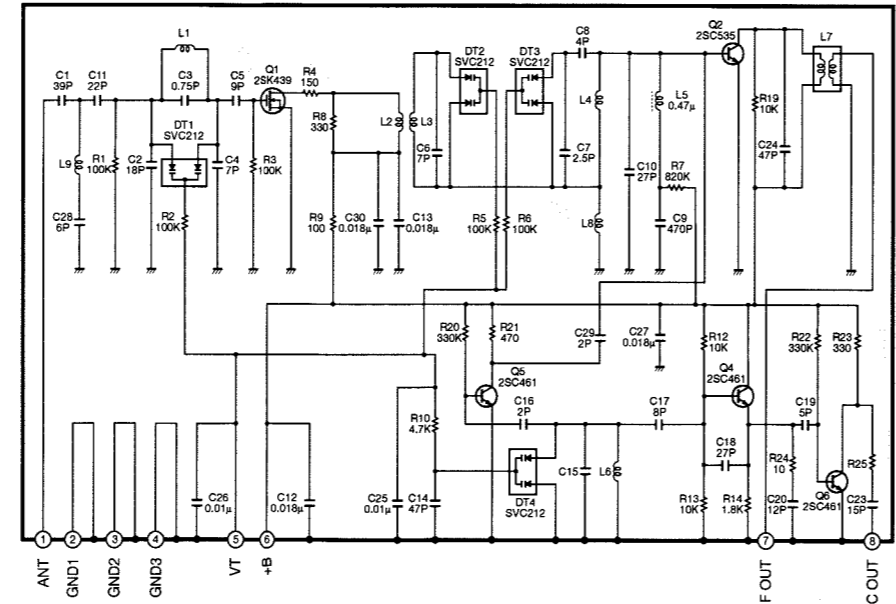 C1
39P
C11
22P
L1
C3
0.75P
DT1
SVC212
C5
9P
Q1
2SK439
R4
150
R8
330
L2
L3
DT2
SVC212
DT3
SVC212
C8
4P
L4
L5
0.47μ
Q2
2SC535
R19
10K
L7
L9
R1
100K
C2
18P
C4
7P
R3
100K
C6
7P
C7
2.5P
C10
27P
R7
820K
C24
47P
C28
6P
R2
100K
R9
100
C30
0.018μ
C13
0.018μ
R5
100K
R6
100K
L8
C9
470P
R20
330K
R21
470
C29
2P
C27
0.018μ
R12
10K
R22
330K
R23
330
Q5
2SC461
Q4
2SC461
R10
4.7K
C16
2P
C17
8P
C19
5P
C18
27P
R24
10
R25
C26
0.01μ
C12
0.018μ
C25
0.01μ
C14
47P
DT4
SVC212
C15
L6
R13
10K
R14
1.8K
C20
12P
Q6
2SC461
C23
15P
1
2
3
4
5
6
7
8
ANT
GND1
GND2
GND3
VT
+B
F OUT
C OUT